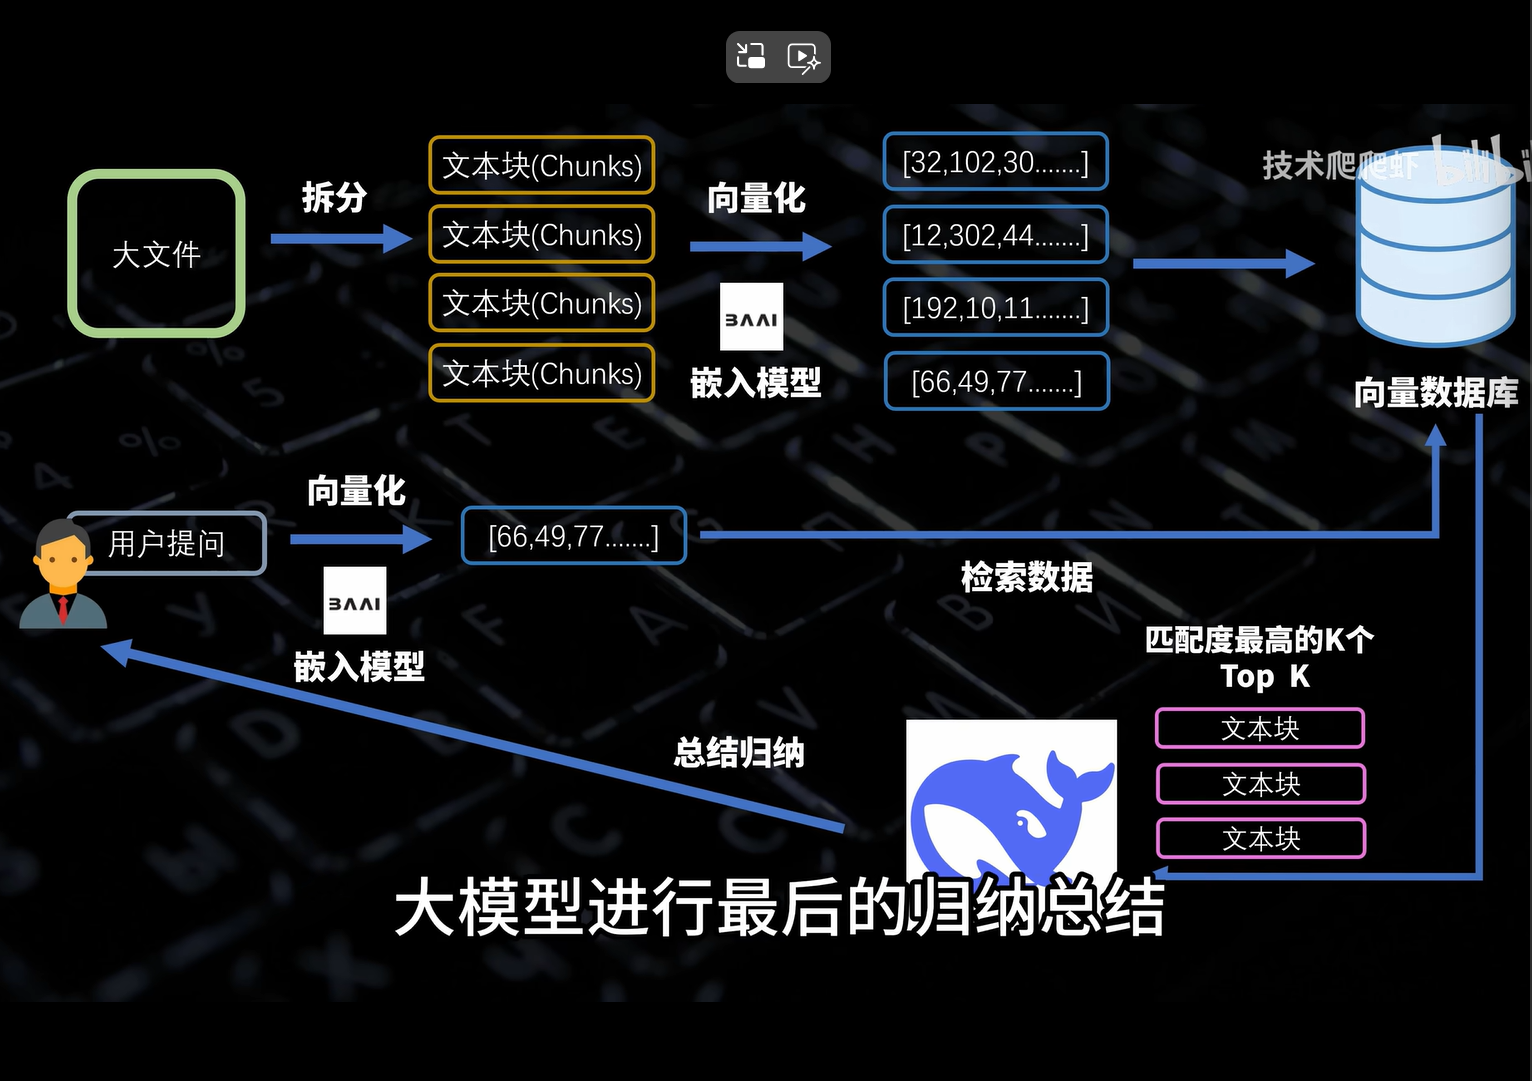 技术爬爬虾 bilibili
大文件
拆分
文本块(Chunks)
文本块(Chunks)
文本块(Chunks)
文本块(Chunks)
向量化
BAAI
嵌入模型
[32,102,30.......]
[12,302,44.......]
[192,10,11.......]
[66,49,77.......]
向量数据库
用户提问
向量化
BAAI
嵌入模型
[66,49,77.......]
检索数据
匹配度最高的K个
Top K
文本块
文本块
文本块
总结归纳
大模型进行最后的归纳总结